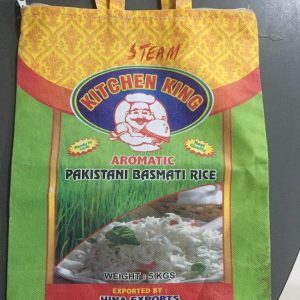 STEAM
KITCHEN KING
AROMATIC
PAKISTANI BASMATI RICE
WEIGHT : 5 KGS
EXPORTED BY :